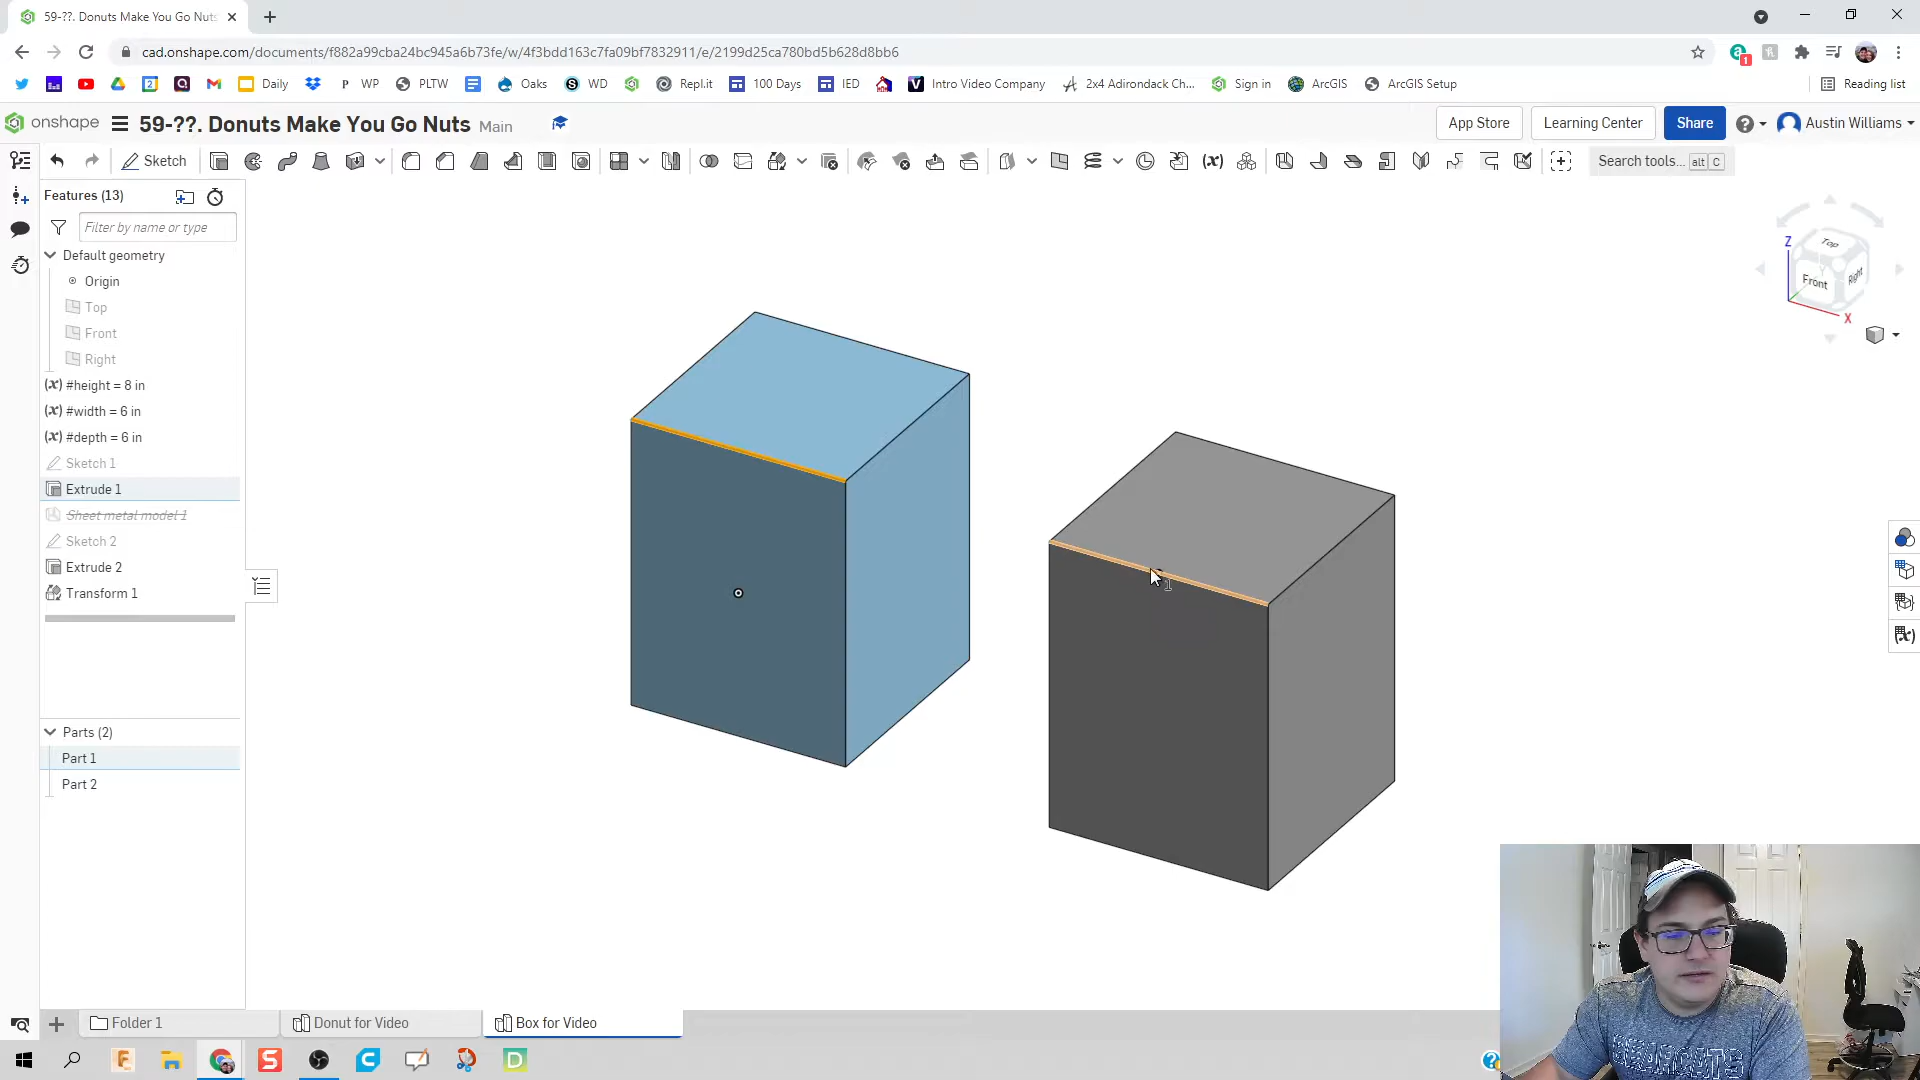 59-??. Donuts Make You Go Nuts
cad.onshape.com/documents/f882a99cba24bc945a6b73fe/w/4f3bdd163c7fa09bf7832911/e/2199d25ca780bd5b628d8bb6
1
Daily
P WP
PLTW
Oaks
S WD
Repl.it
100 Days
IED
Intro Video Company
2x4 Adirondack Ch...
Sign in
ArcGIS
ArcGIS Setup
Reading list
onshape
59-??. Donuts Make You Go Nuts Main
App Store
Learning Center
Share
Austin Williams
Sketch
(x)
Search tools... alt C
Features (13)
Filter by name or type
Default geometry
Origin
Top
Front
Right
(x) #height = 8 in
(x) #width = 6 in
(x) #depth = 6 in
Sketch 1
Extrude 1
Sheet metal model 1
Sketch 2
Extrude 2
Transform 1
Parts (2)
Part 1
Part 2
Z
Top
Front
Right
Y
X
1
(x)
Folder 1
Donut for Video
Box for Video
BEARCATS